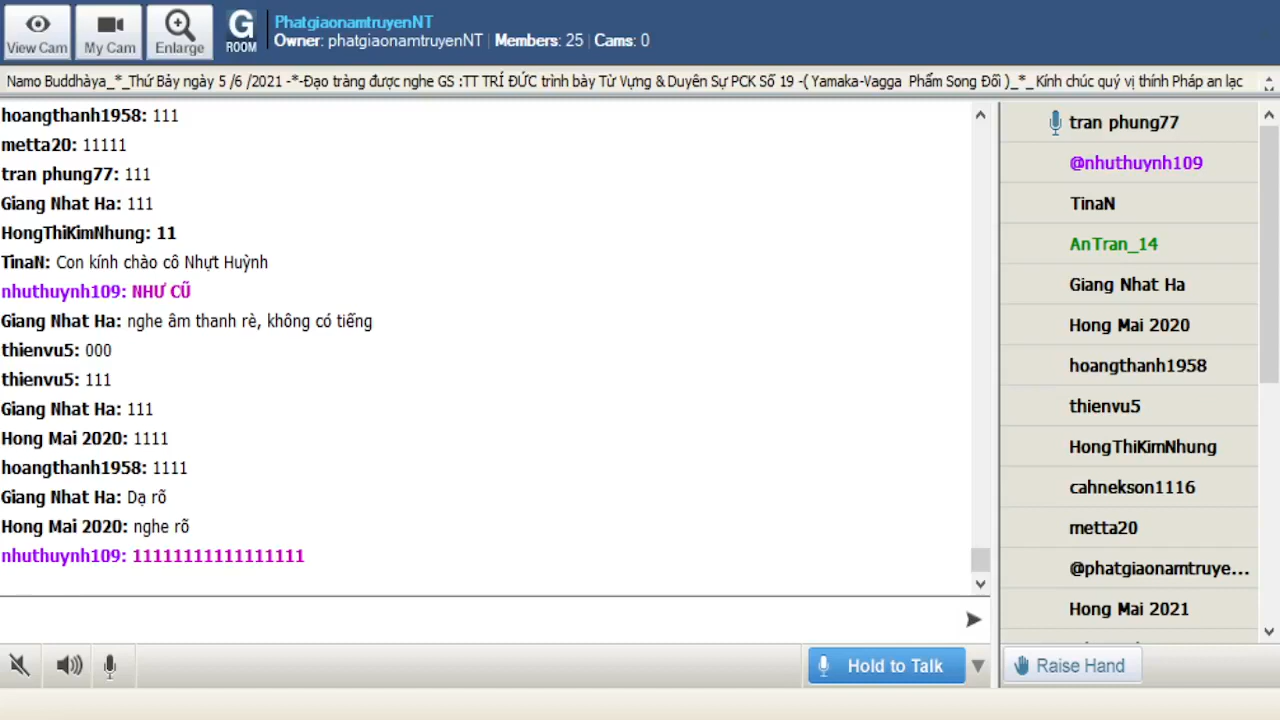 View Cam
My Cam
Enlarge
G
ROOM
PhatgiaonamtruyenNT
Owner: phatgiaonamtruyenNT | Members: 25 | Cams: 0
Namo Buddhàya_*_Thứ Bảy ngày 5 /6 /2021 -*-Đạo tràng được nghe GS :TT TRÍ ĐỨC trình bày Từ Vựng & Duyên Sự PCK Số 19 -( Yamaka-Vagga Phẩm Song Đối )_*_ Kính chúc quý vị thính Pháp an lạc
hoangthanh1958: 111
metta20: 11111
tran phung77: 111
Giang Nhat Ha: 111
HongThiKimNhung: 11
TinaN: Con kính chào cô Nhựt Huỳnh
nhuthuynh109: NHƯ CŨ
Giang Nhat Ha: nghe âm thanh rè, không có tiếng
thienvu5: 000
thienvu5: 111
Giang Nhat Ha: 111
Hong Mai 2020: 1111
hoangthanh1958: 1111
Giang Nhat Ha: Dạ rõ
Hong Mai 2020: nghe rõ
nhuthuynh109: 11111111111111111
tran phung77
@nhuthuynh109
TinaN
AnTran_14
Giang Nhat Ha
Hong Mai 2020
hoangthanh1958
thienvu5
HongThiKimNhung
cahnekson1116
metta20
@phatgiaonamtruye...
Hong Mai 2021
Hold to Talk
Raise Hand